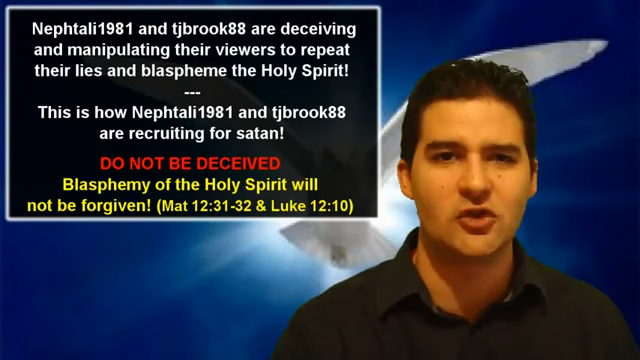 Nephtali1981 and tjbrook88 are deceiving
and manipulating their viewers to repeat
their lies and blaspheme the Holy Spirit!
---
This is how Nephtali1981 and tjbrook88
are recruiting for satan!
DO NOT BE DECEIVED
Blasphemy of the Holy Spirit will
not be forgiven! (Mat 12:31-32 & Luke 12:10)